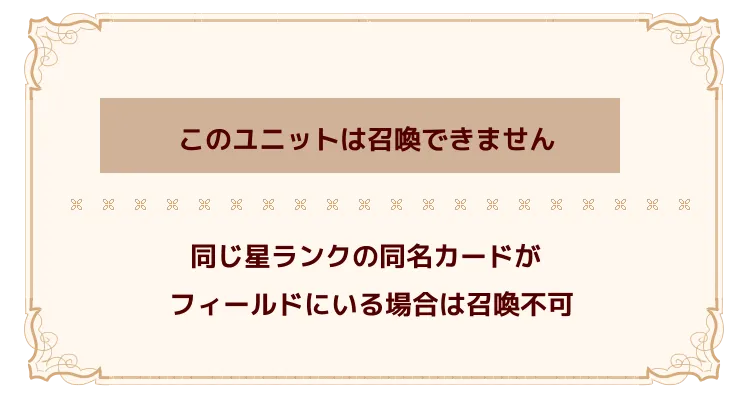 このユニットは召喚できません
同じ星ランクの同名カードが
フィールドにいる場合は召喚不可